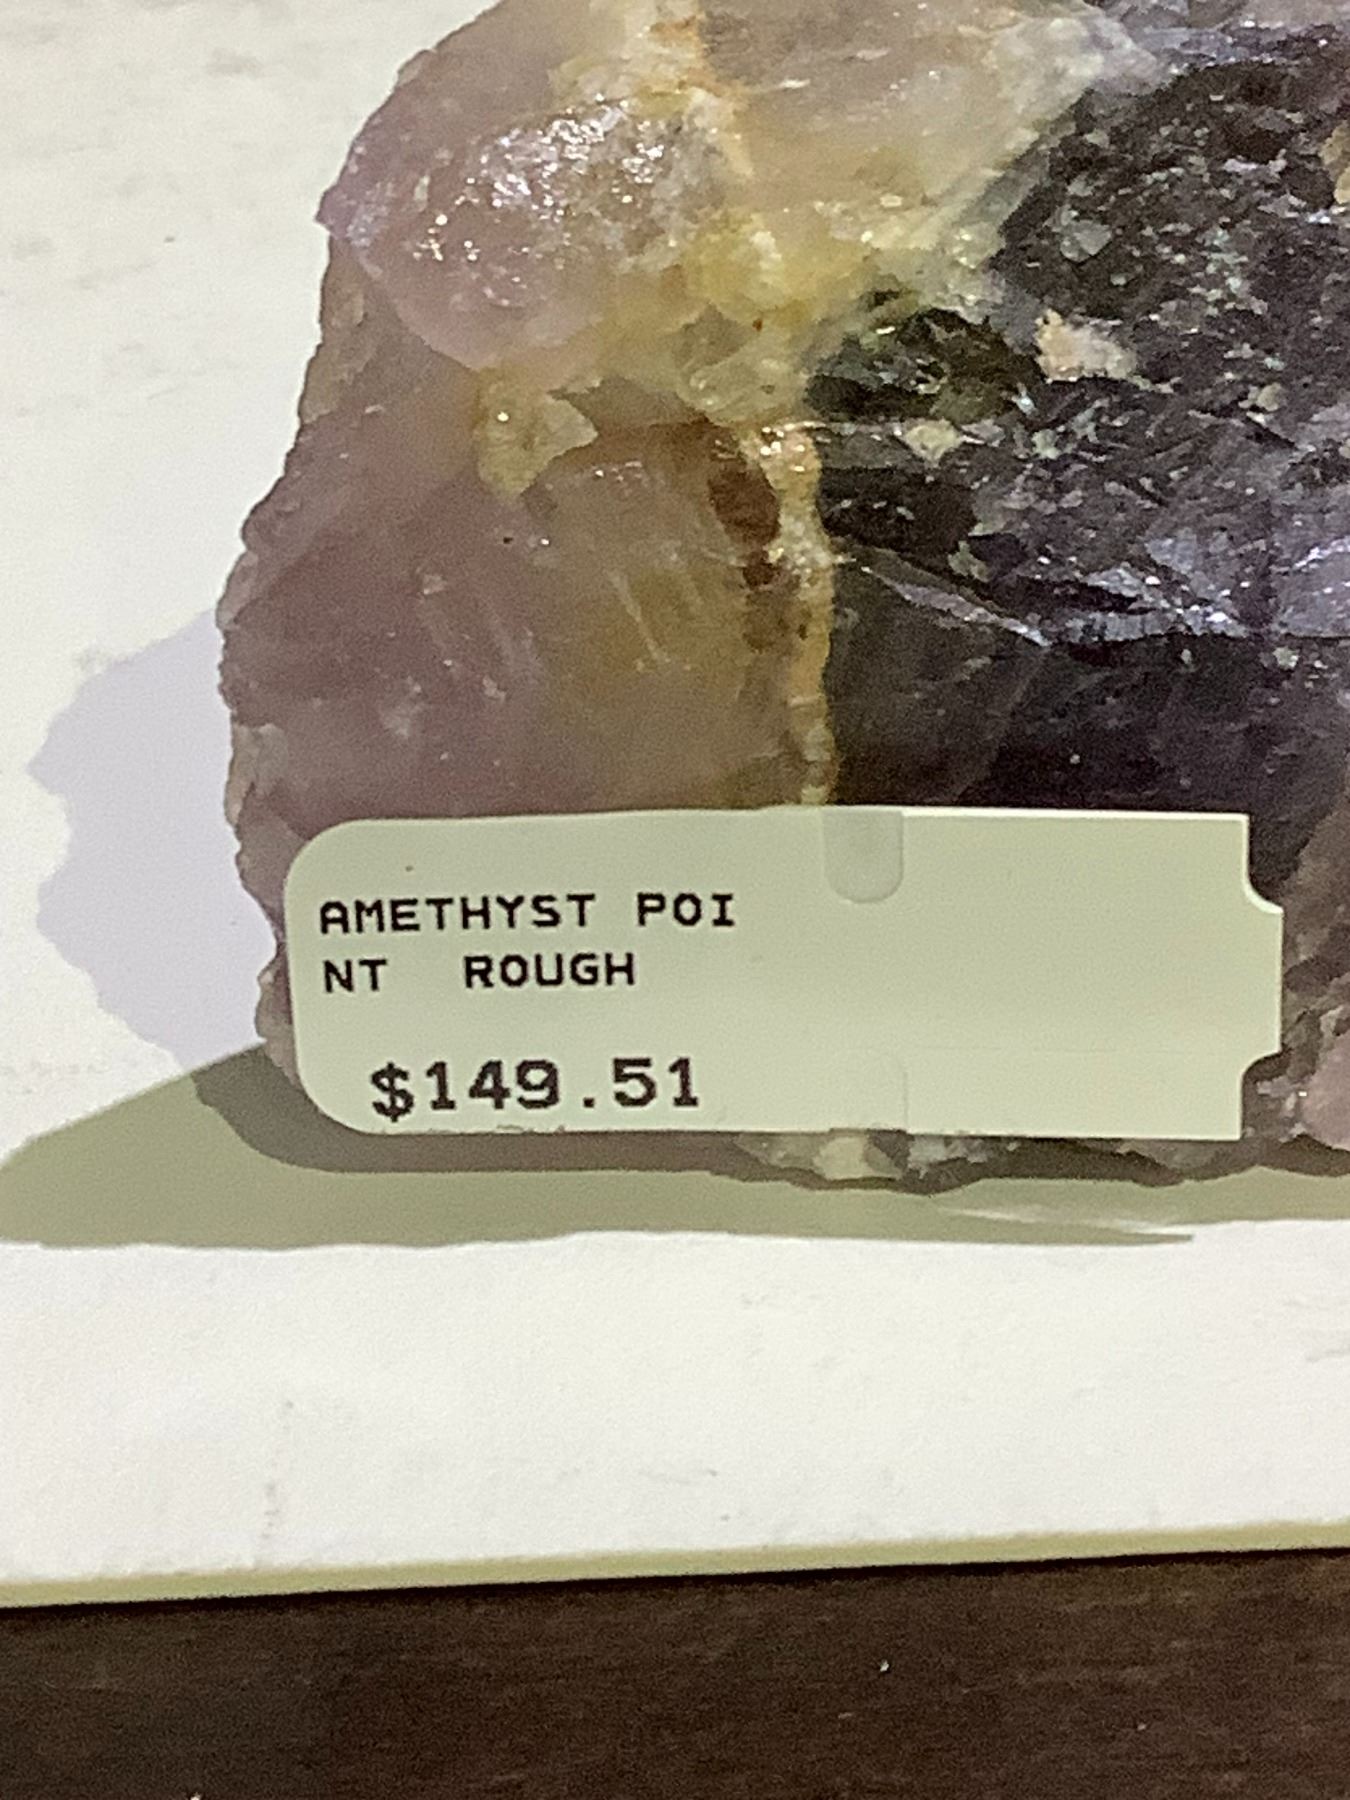 AMETHYST POI
NT ROUGH
$149.51